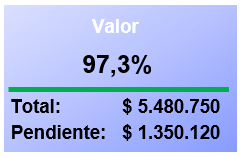 Valor
97,3%
Total: $ 5.480.750
Pendiente: $ 1.350.120